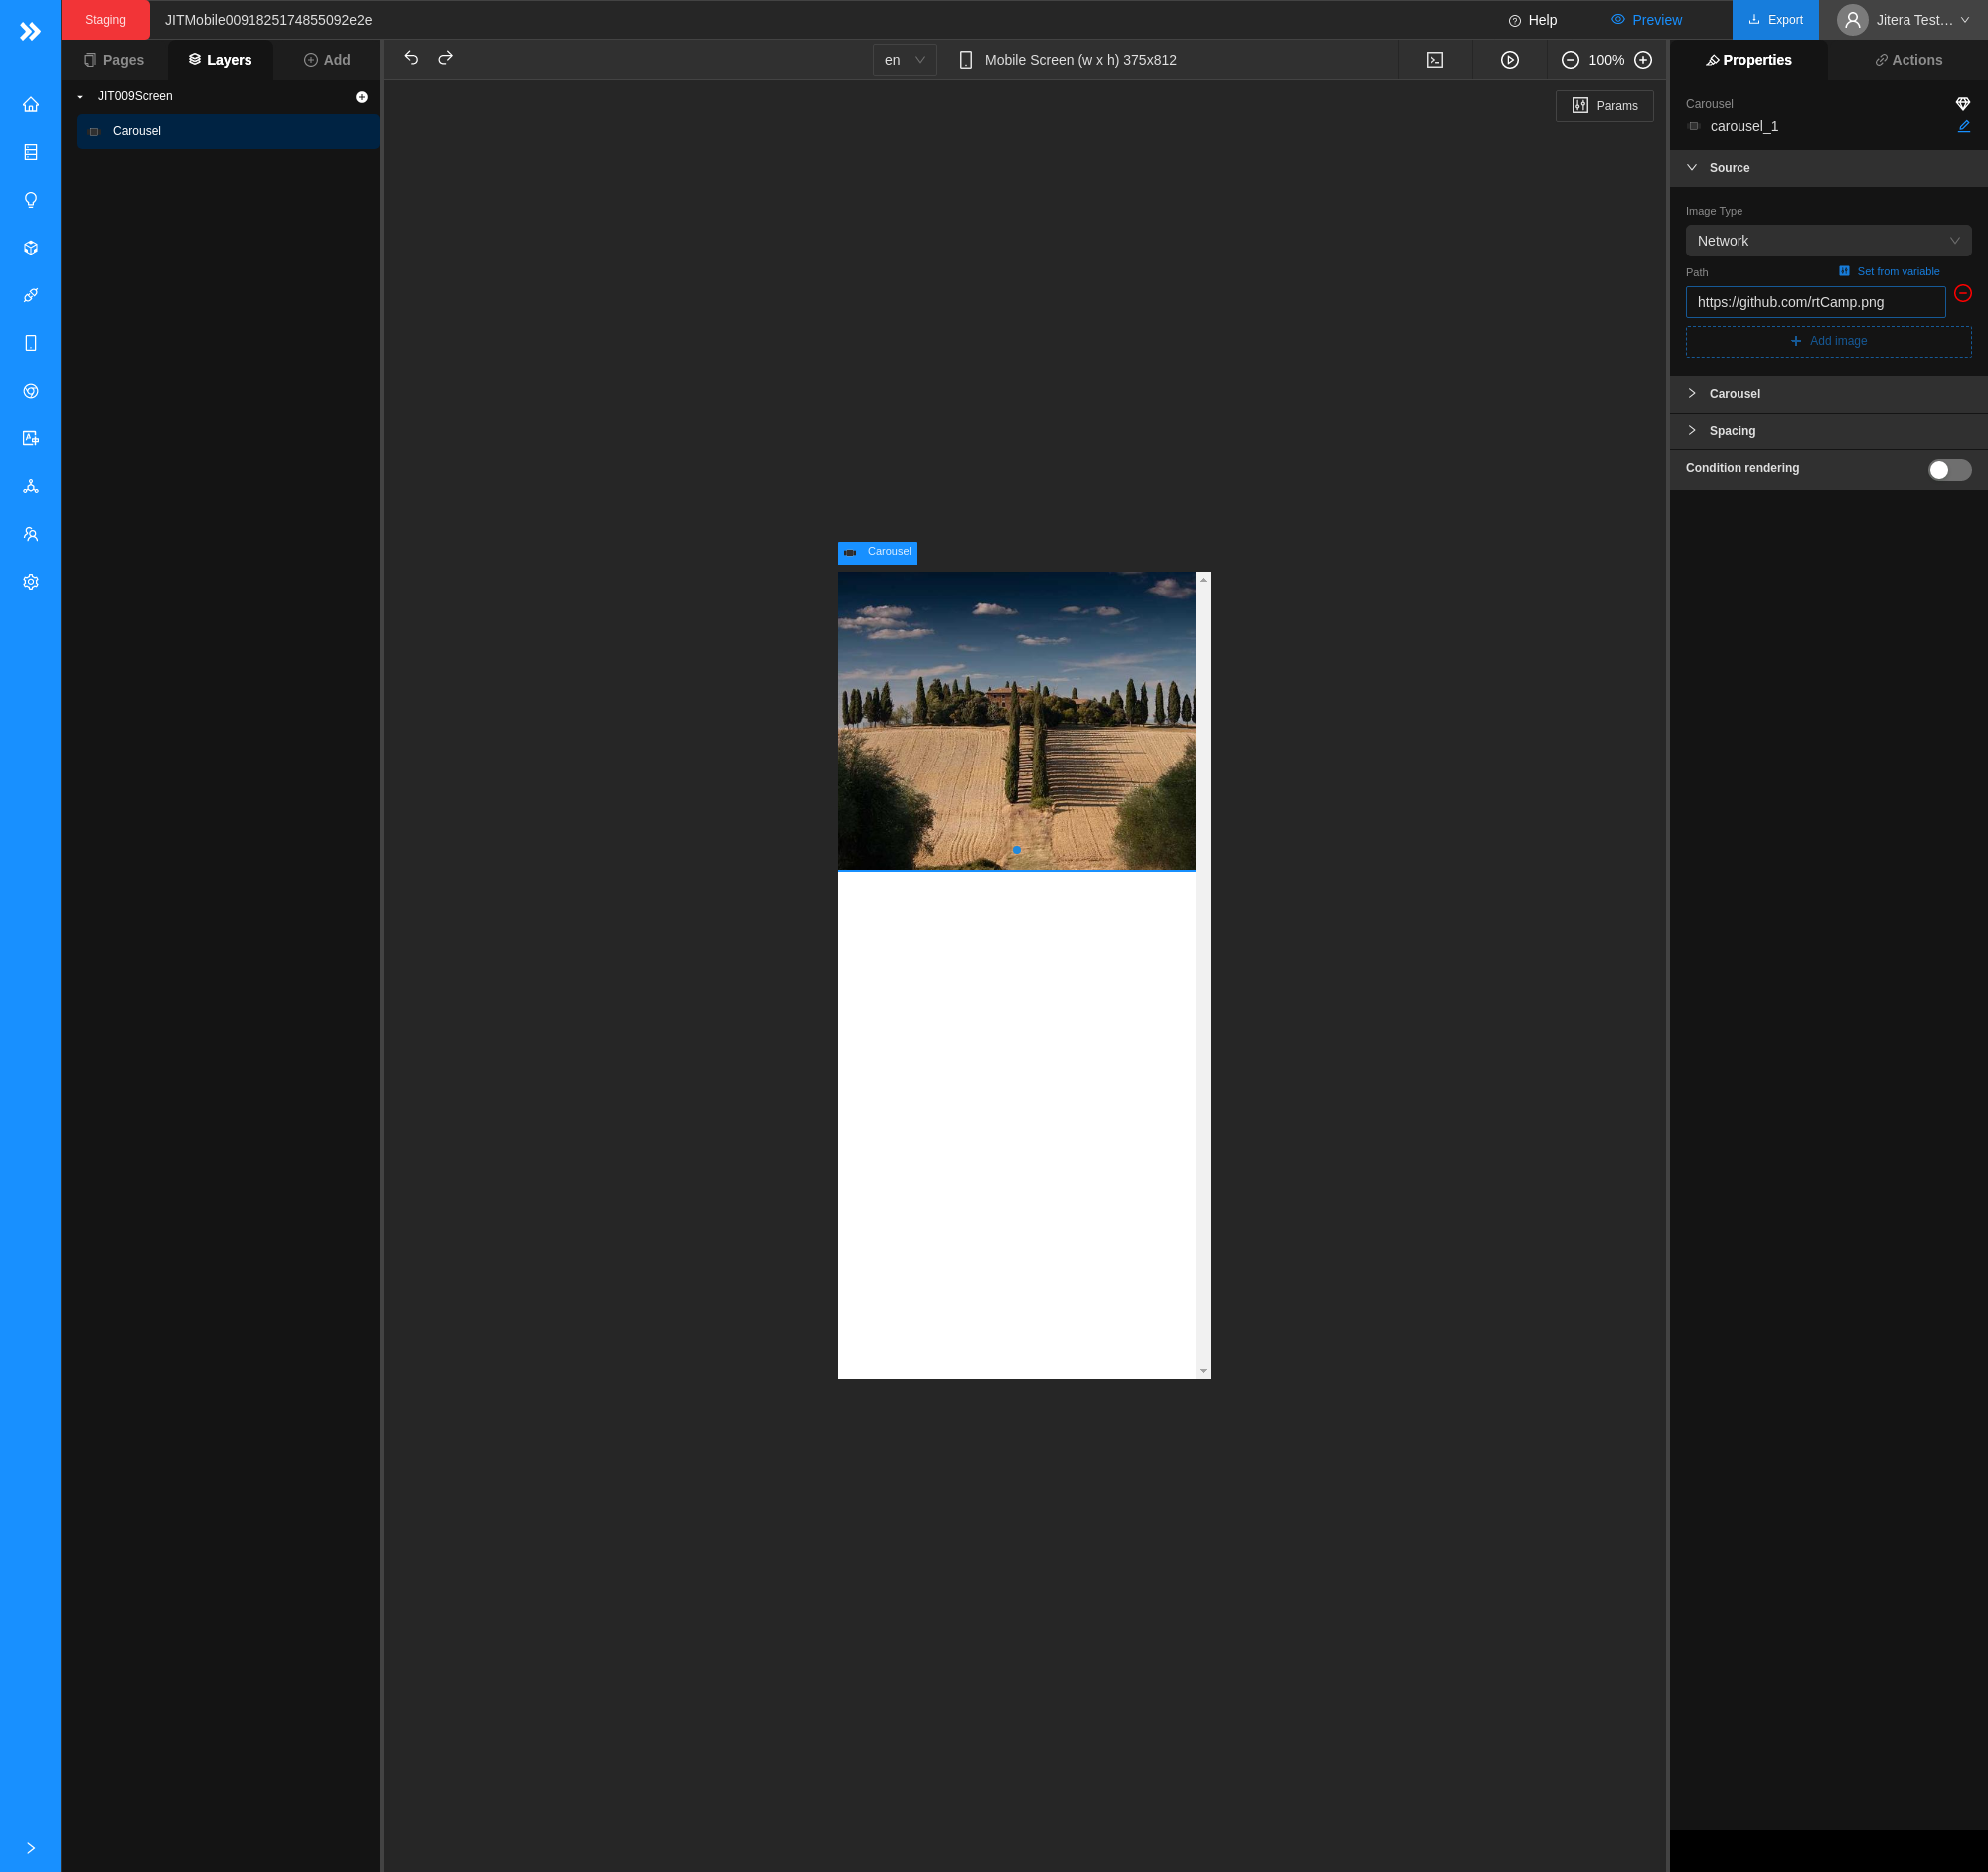 Staging
JITMobile0091825174855092e2e
Help
Preview
Export
Jitera Test…
Pages
Layers
Add
en
Mobile Screen (w x h) 375x812
100%
Properties
Actions
JIT009Screen
Carousel
Params
Carousel
carousel_1
Source
Image Type
Network
Path
Set from variable
https://github.com/rtCamp.png
Add image
Carousel
Spacing
Condition rendering
Carousel